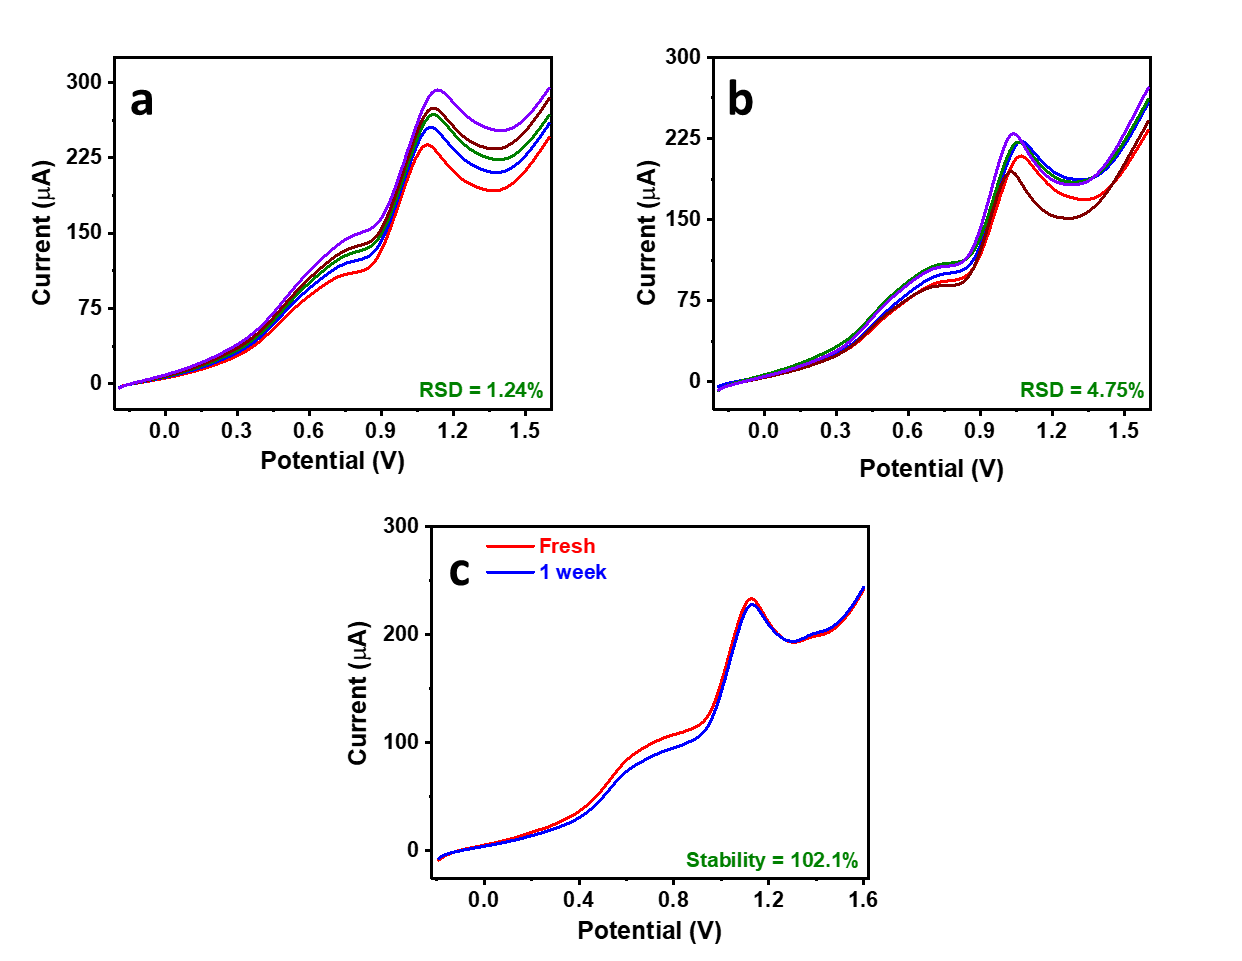 a
300
225
150
75
0
Current (μA)
RSD = 1.24%
0.0 0.3 0.6 0.9 1.2 1.5
Potential (V)
b
300
225
150
75
0
Current (μA)
RSD = 4.75%
0.0 0.3 0.6 0.9 1.2 1.5
Potential (V)
c
Fresh
1 week
300
200
100
0
Current (μA)
Stability = 102.1%
0.0 0.4 0.8 1.2 1.6
Potential (V)